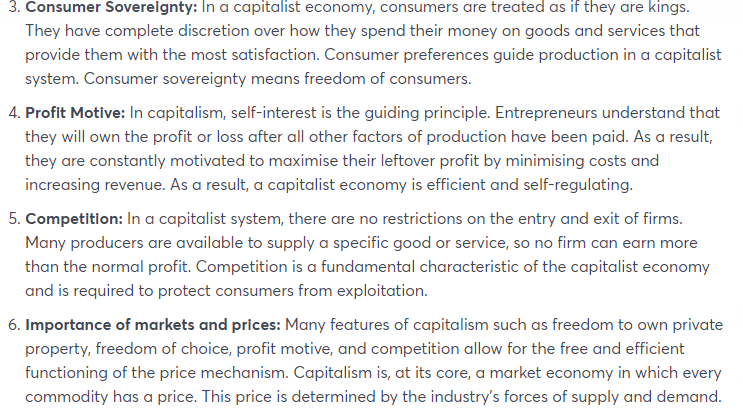 3. Consumer Sovereignty: In a capitalist economy, consumers are treated as if they are kings.
They have complete discretion over how they spend their money on goods and services that
provide them with the most satisfaction. Consumer preferences guide production in a capitalist
system. Consumer sovereignty means freedom of consumers.
4. Profit Motive: In capitalism, self-interest is the guiding principle. Entrepreneurs understand that
they will own the profit or loss after all other factors of production have been paid. As a result,
they are constantly motivated to maximise their leftover profit by minimising costs and
increasing revenue. As a result, a capitalist economy is efficient and self-regulating.
5. Competition: In a capitalist system, there are no restrictions on the entry and exit of firms.
Many producers are available to supply a specific good or service, so no firm can earn more
than the normal profit. Competition is a fundamental characteristic of the capitalist economy
and is required to protect consumers from exploitation.
6. Importance of markets and prices: Many features of capitalism such as freedom to own private
property, freedom of choice, profit motive, and competition allow for the free and efficient
functioning of the price mechanism. Capitalism is, at its core, a market economy in which every
commodity has a price. This price is determined by the industry's forces of supply and demand.